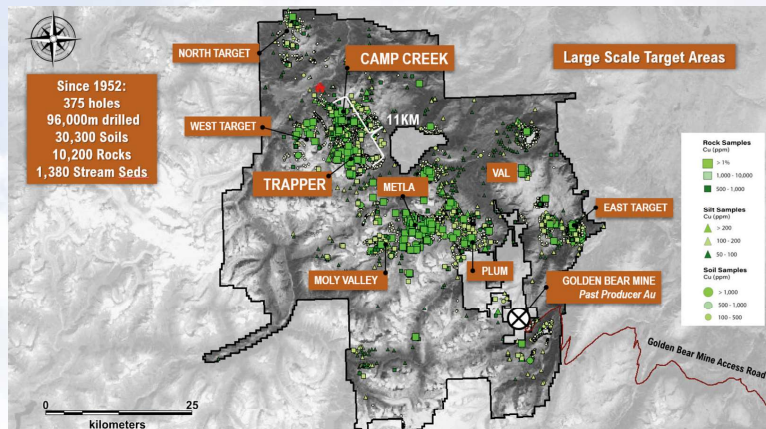 NORTH TARGET
CAMP CREEK
Large Scale Target Areas
Since 1952:
375 holes
96,000m drilled
30,300 Soils
10,200 Rocks
1,380 Stream Seds
WEST TARGET
11KM
TRAPPER
METLA
VAL
EAST TARGET
MOLY VALLEY
PLUM
GOLDEN BEAR MINE
Past Producer Au
Golden Bear Mine Access Road
Rock Samples
Cu (ppm)
> 1%
1,000 - 10,000
500 - 1,000
Silt Samples
Cu (ppm)
> 200
100 - 200
50 - 100
Soil Samples
Cu (ppm)
> 1,000
500 - 1,000
100 - 500
0 25
kilometers